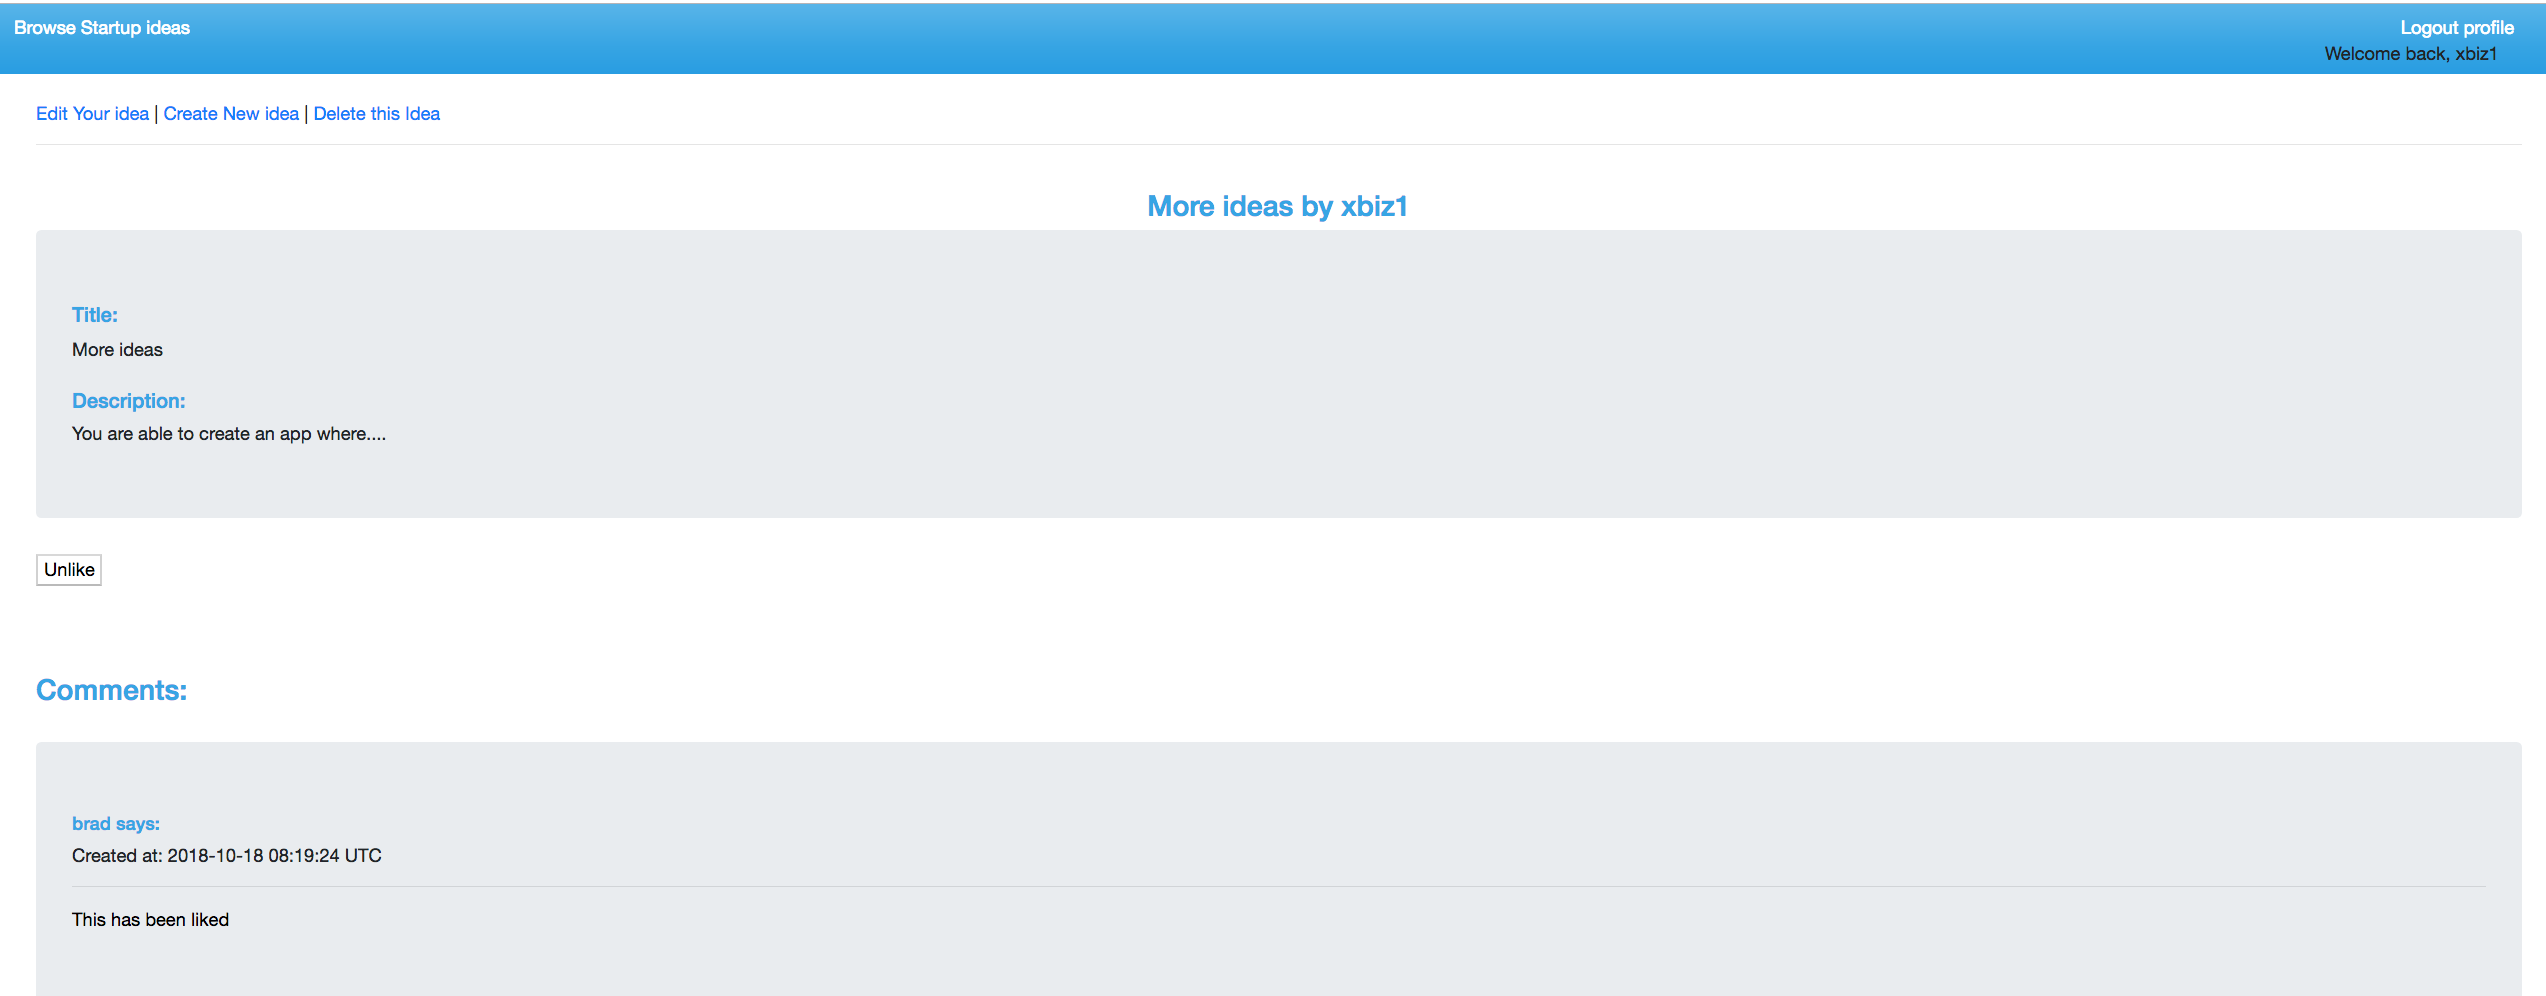 Browse Startup ideas
Logout profile
Welcome back, xbiz1
Edit Your idea | Create New idea | Delete this Idea
More ideas by xbiz1
Title:
More ideas
Description:
You are able to create an app where....
Unlike
Comments:
brad says:
Created at: 2018-10-18 08:19:24 UTC
This has been liked